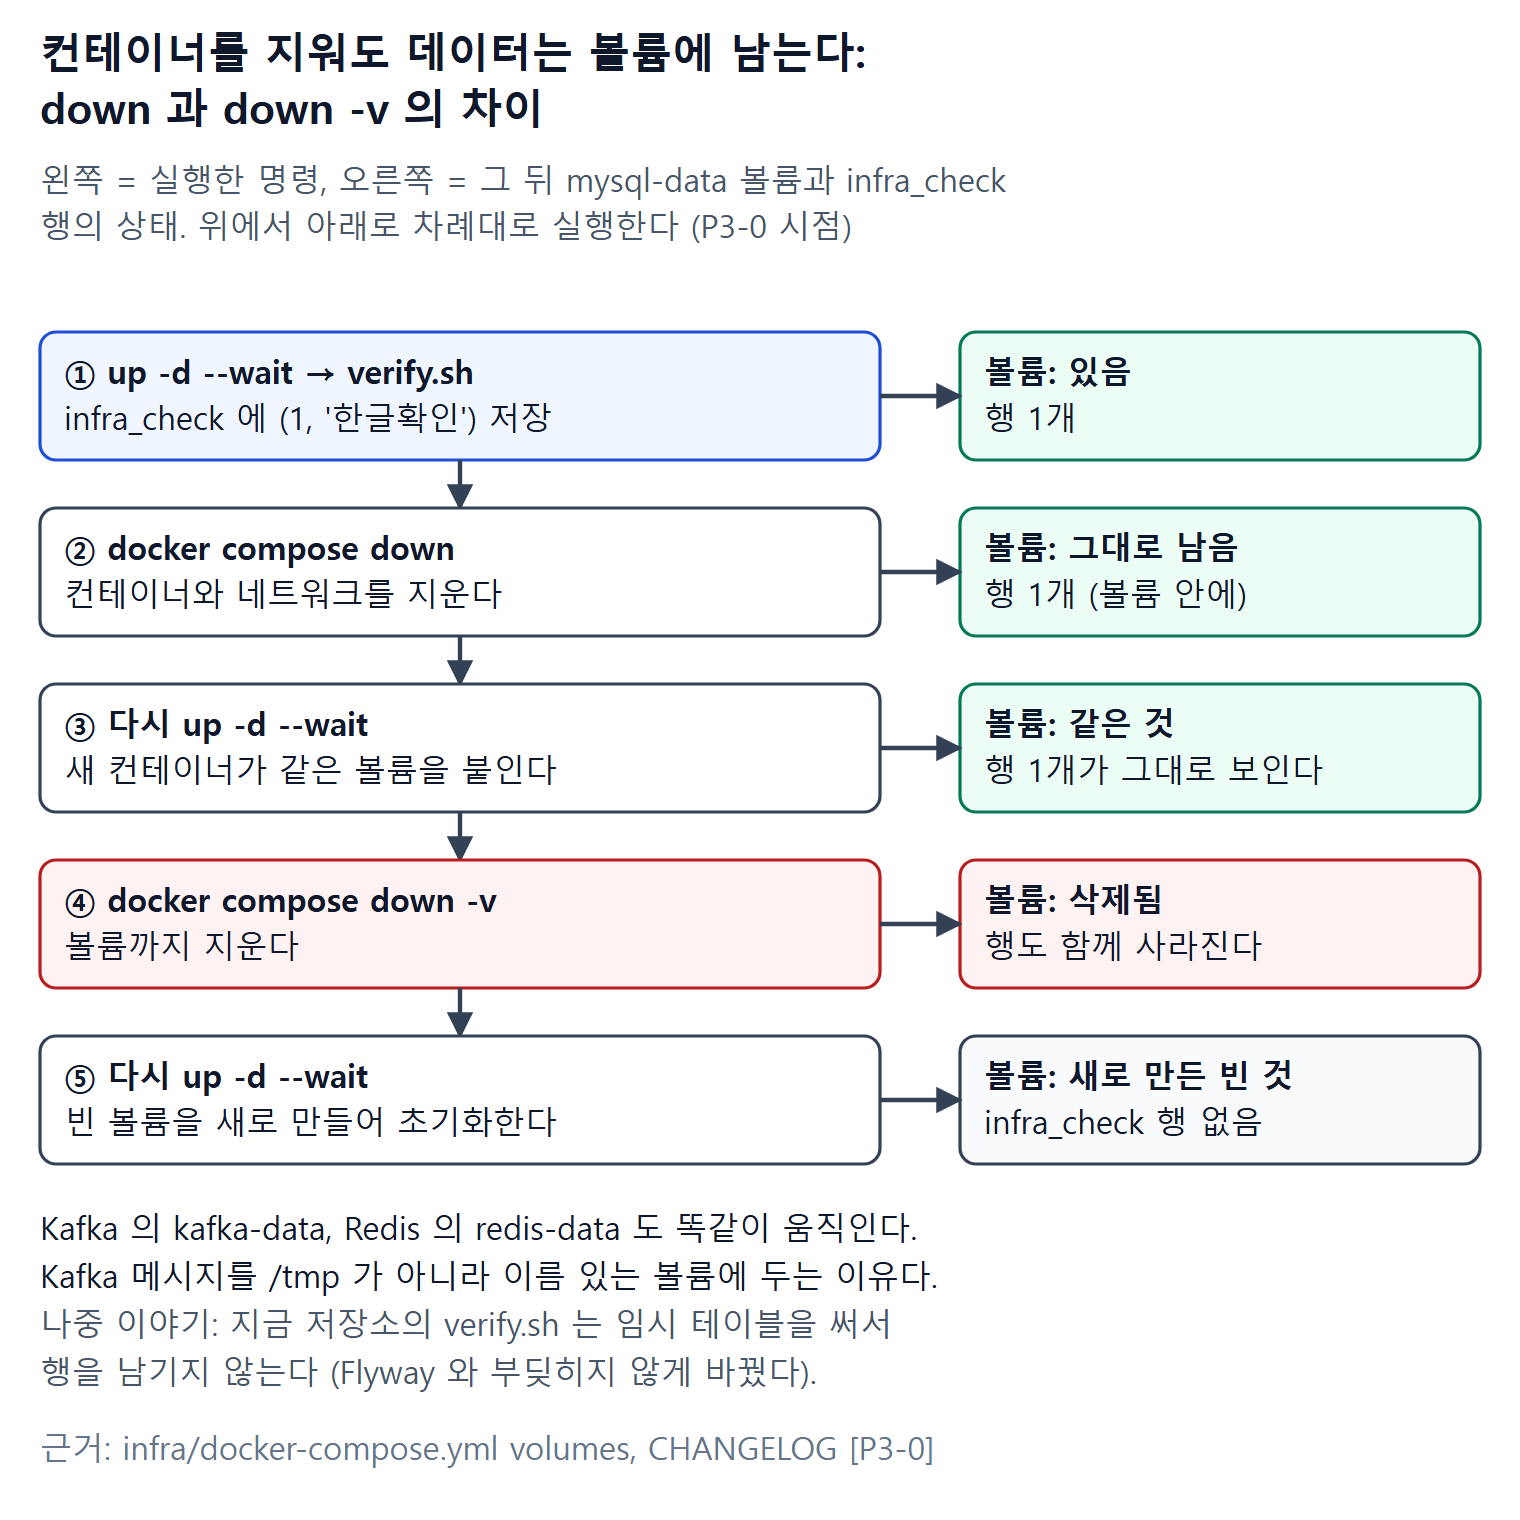 컨테이너를 지워도 데이터는 볼륨에 남는다:
down 과 down -v 의 차이
왼쪽 = 실행한 명령, 오른쪽 = 그 뒤 mysql-data 볼륨과 infra_check
행의 상태. 위에서 아래로 차례대로 실행한다 (P3-0 시점)
① up -d --wait → verify.sh
infra_check 에 (1, '한글확인') 저장
볼륨: 있음
행 1개
② docker compose down
컨테이너와 네트워크를 지운다
볼륨: 그대로 남음
행 1개 (볼륨 안에)
③ 다시 up -d --wait
새 컨테이너가 같은 볼륨을 붙인다
볼륨: 같은 것
행 1개가 그대로 보인다
④ docker compose down -v
볼륨까지 지운다
볼륨: 삭제됨
행도 함께 사라진다
⑤ 다시 up -d --wait
빈 볼륨을 새로 만들어 초기화한다
볼륨: 새로 만든 빈 것
infra_check 행 없음
Kafka 의 kafka-data, Redis 의 redis-data 도 똑같이 움직인다.
Kafka 메시지를 /tmp 가 아니라 이름 있는 볼륨에 두는 이유다.
나중 이야기: 지금 저장소의 verify.sh 는 임시 테이블을 써서
행을 남기지 않는다 (Flyway 와 부딪히지 않게 바꿨다).
근거: infra/docker-compose.yml volumes, CHANGELOG [P3-0]